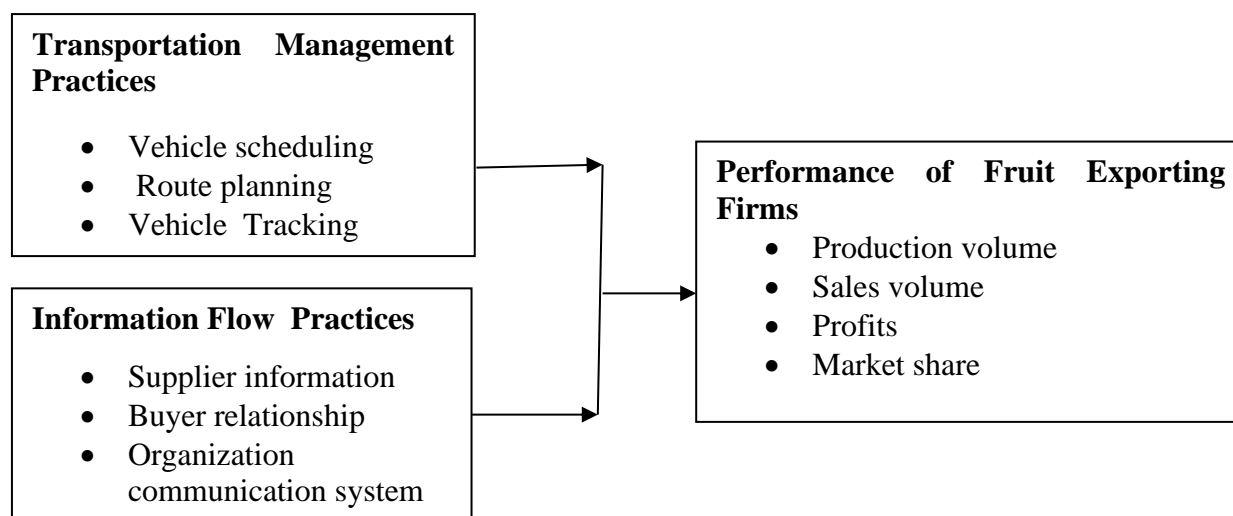 Transportation Management
Practices
• Vehicle scheduling
• Route planning
• Vehicle Tracking
Information Flow Practices
• Supplier information
• Buyer relationship
• Organization
communication system
Performance of Fruit Exporting
Firms
• Production volume
• Sales volume
• Profits
• Market share